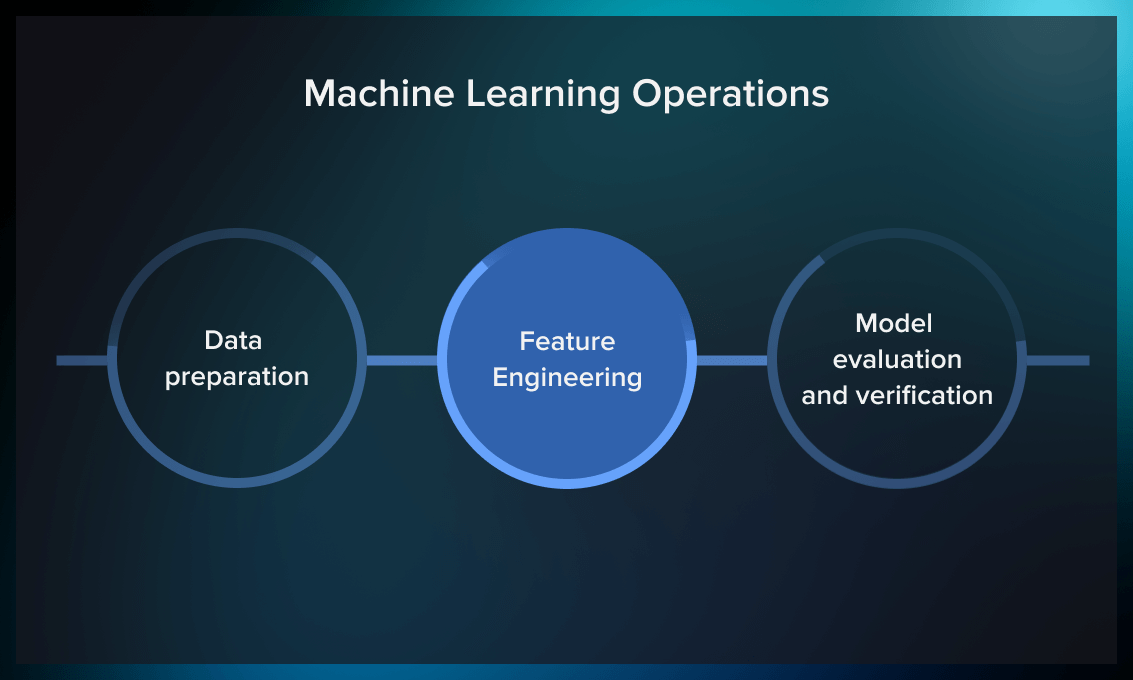 Machine Learning Operations
Data
preparation
Feature
Engineering
Model
evaluation
and verification